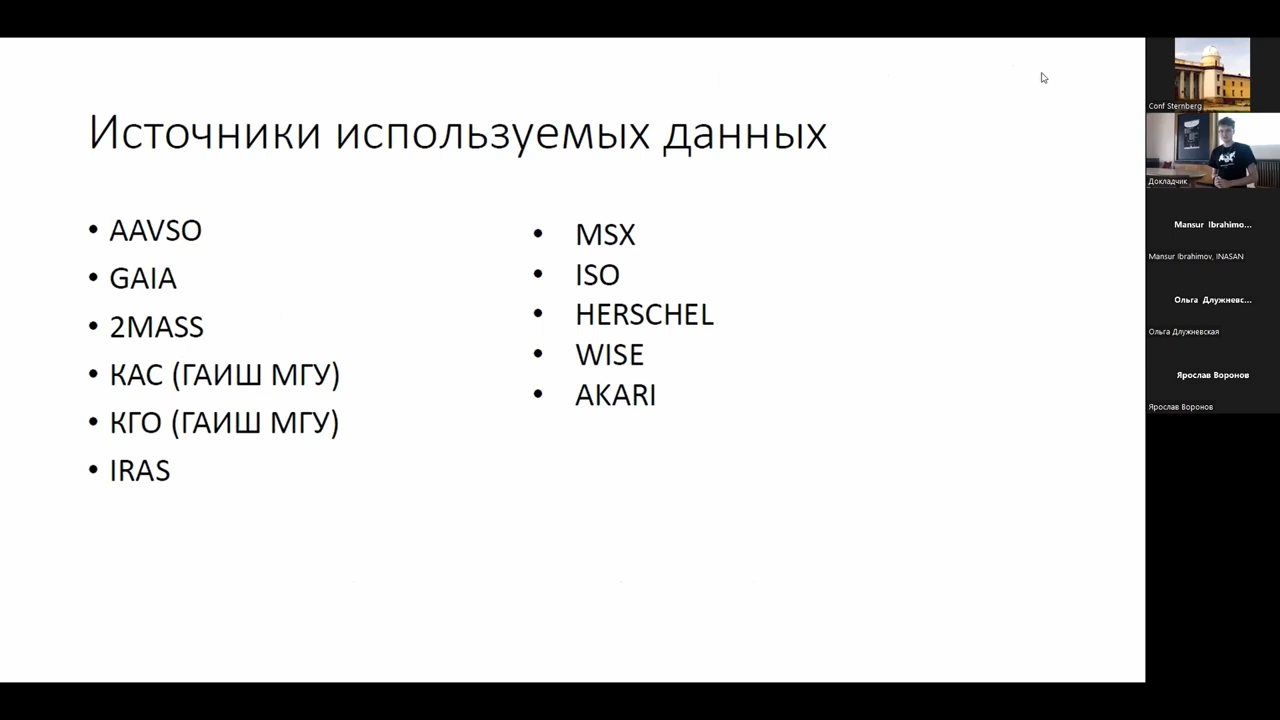 Источники используемых данных
• AAVSO
• GAIA
• 2MASS
• КАС (ГАИШ МГУ)
• КГО (ГАИШ МГУ)
• IRAS
• MSX
• ISO
• HERSCHEL
• WISE
• AKARI
Conf Sternberg
Докладчик
Mansur Ibrahimo...
Mansur Ibrahimov, INASAN
Ольга Длужневс...
Ольга Длужневская
Ярослав Воронов
Ярослав Воронов